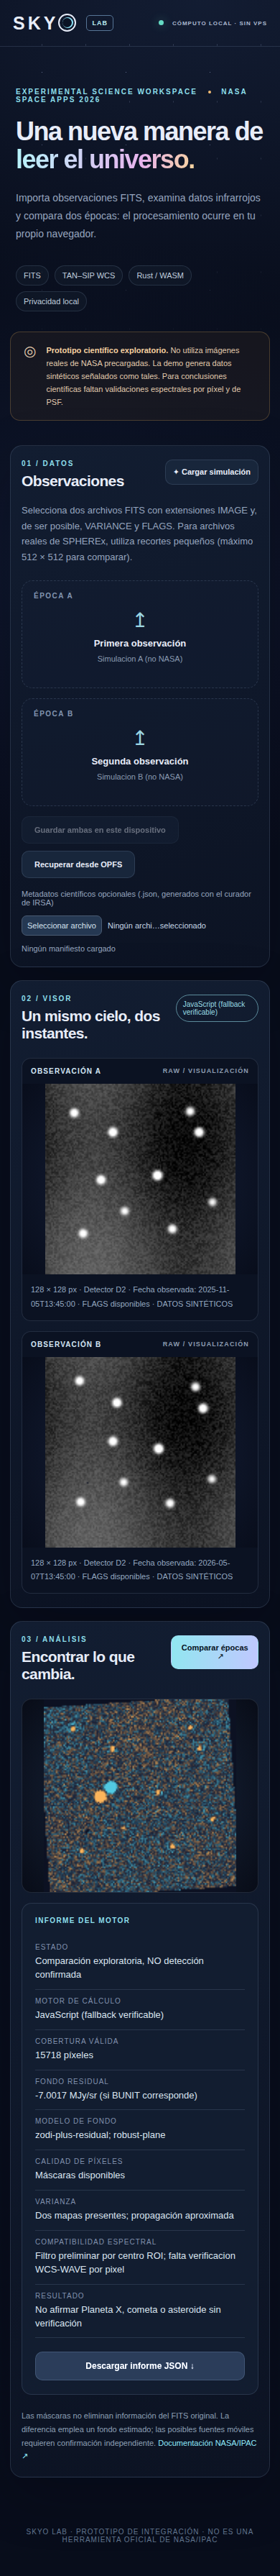 SKYO LAB CÓMPUTO LOCAL · SIN VPS
EXPERIMENTAL SCIENCE WORKSPACE • NASA
SPACE APPS 2026
Una nueva manera de
leer el universo.
Importa observaciones FITS, examina datos infrarrojos
y compara dos épocas: el procesamiento ocurre en tu
propio navegador.
FITS TAN–SIP WCS Rust / WASM
Privacidad local
◎ Prototipo científico exploratorio. No utiliza imágenes
reales de NASA precargadas. La demo genera datos
sintéticos señalados como tales. Para conclusiones
científicas faltan validaciones espectrales por píxel y de
PSF.
01 / DATOS
Observaciones
✦ Cargar simulación
Selecciona dos archivos FITS con extensiones IMAGE y,
de ser posible, VARIANCE y FLAGS. Para archivos
reales de SPHEREx, utiliza recortes pequeños (máximo
512 × 512 para comparar).
ÉPOCA A
↥
Primera observación
Simulacion A (no NASA)
ÉPOCA B
↥
Segunda observación
Simulacion B (no NASA)
Guardar ambas en este dispositivo
Recuperar desde OPFS
Metadatos científicos opcionales (.json, generados con el curador
de IRSA)
Seleccionar archivo Ningún archi…seleccionado
Ningún manifiesto cargado
02 / VISOR
Un mismo cielo, dos
instantes.
JavaScript (fallback
verificable)
OBSERVACIÓN A RAW / VISUALIZACIÓN
128 × 128 px · Detector D2 · Fecha observada: 2025-11-
05T13:45:00 · FLAGS disponibles · DATOS SINTÉTICOS
OBSERVACIÓN B RAW / VISUALIZACIÓN
128 × 128 px · Detector D2 · Fecha observada: 2026-05-
07T13:45:00 · FLAGS disponibles · DATOS SINTÉTICOS
03 / ANÁLISIS
Encontrar lo que
cambia.
Comparar épocas
↗
INFORME DEL MOTOR
ESTADO
Comparación exploratoria, NO detección
confirmada
MOTOR DE CÁLCULO
JavaScript (fallback verificable)
COBERTURA VÁLIDA
15718 píxeles
FONDO RESIDUAL
-7.0017 MJy/sr (si BUNIT corresponde)
MODELO DE FONDO
zodi-plus-residual; robust-plane
CALIDAD DE PÍXELES
Máscaras disponibles
VARIANZA
Dos mapas presentes; propagación aproximada
COMPATIBILIDAD ESPECTRAL
Filtro preliminar por centro ROI; falta verificacion
WCS-WAVE por pixel
RESULTADO
No afirmar Planeta X, cometa o asteroide sin
verificación
Descargar informe JSON ↓
Las máscaras no eliminan información del FITS original. La
diferencia emplea un fondo estimado; las posibles fuentes móviles
requieren confirmación independiente. Documentación NASA/IPAC
↗
SKYO LAB · PROTOTIPO DE INTEGRACIÓN · NO ES UNA
HERRAMIENTA OFICIAL DE NASA/IPAC